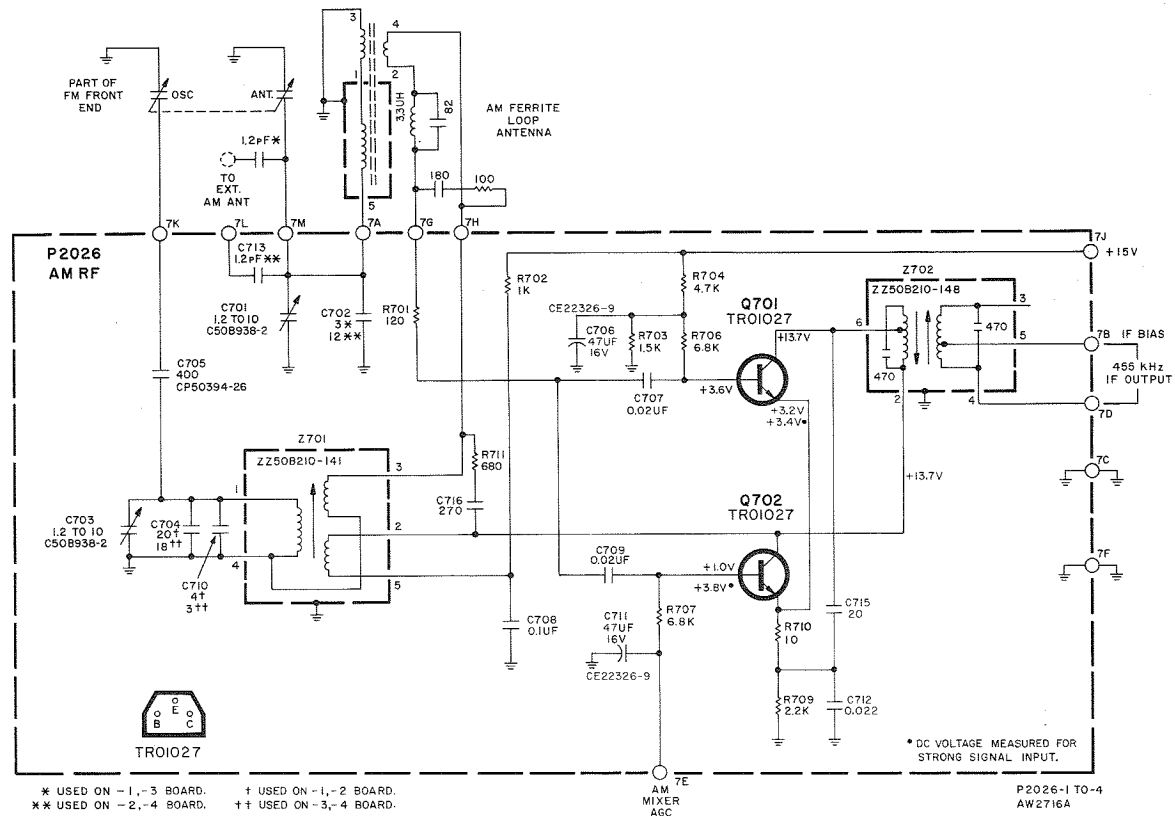 PART OF
FM FRONT
END
OSC
ANT.
1.2pF*
TO
EXT.
AM ANT
3
4
1
2
3.3UH
82
AM FERRITE
LOOP
ANTENNA
180
100
5
7K
7L
7M
7A
7G
7H
7J
+15V
P2026
AM RF
C713
1.2pF**
C701
1.2 TO 10
C50B938-2
C702
3*
12**
R701
120
R702
1K
R704
4.7K
CE22326-9
C706
47UF
16V
R703
1.5K
R706
6.8K
Q701
TR01027
+13.7V
+3.6V
+3.2V
+3.4V•
C707
0.02UF
Z702
ZZ50B210-148
6
470
2
3
470
5
4
7B
IF BIAS
455 kHz
IF OUTPUT
7D
C705
400
CP50394-26
Z701
ZZ50B210-141
1
3
2
4
5
R711
680
C716
270
+13.7V
7C
7F
C703
1.2 TO 10
C50B938-2
C704
20†
18††
C710
4†
3††
Q702
TR01027
C709
0.02UF
+1.0V
+3.8V•
C708
0.1UF
R707
6.8K
C711
47UF
16V
CE22326-9
R710
10
C715
20
R709
2.2K
C712
0.022
E
B C
TR01027
• DC VOLTAGE MEASURED FOR
STRONG SIGNAL INPUT.
7E
AM
MIXER
AGC
* USED ON -1,-3 BOARD.
† USED ON -1,-2 BOARD.
** USED ON -2,-4 BOARD.
†† USED ON -3,-4 BOARD.
P2026-1 TO-4
AW2716A